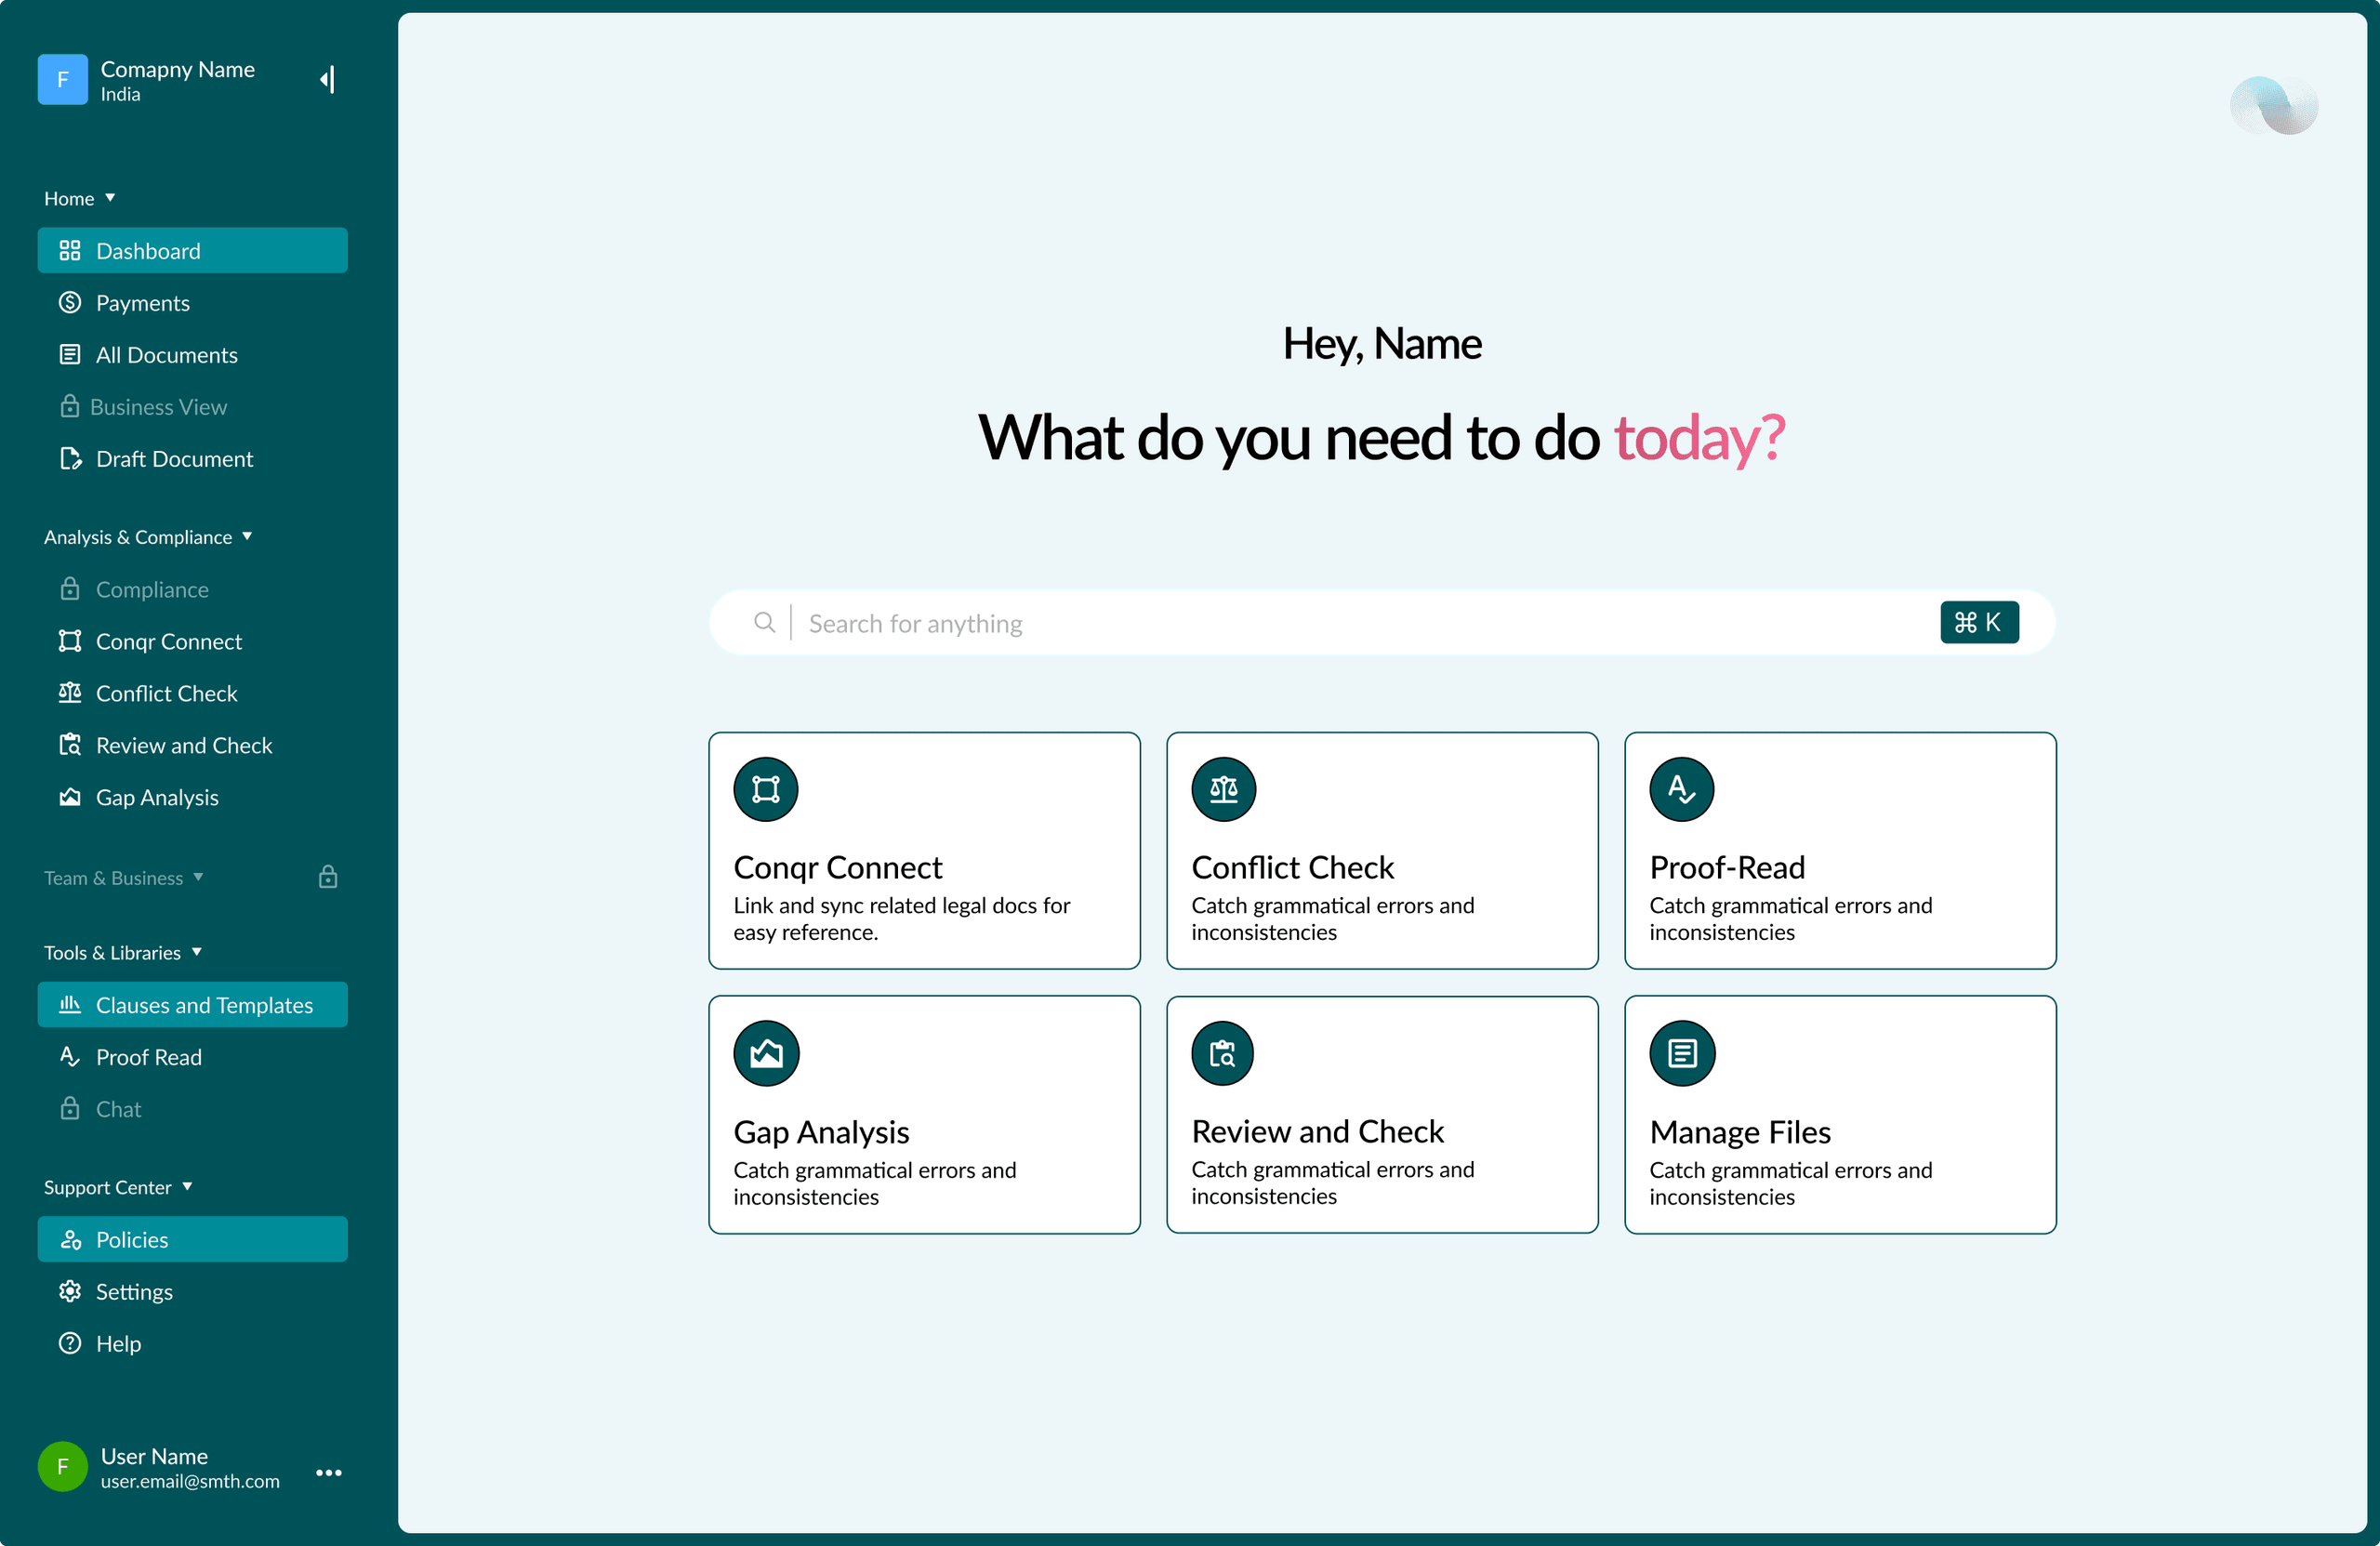 F
Comapny Name
India
Home
Dashboard
Payments
All Documents
Business View
Draft Document
Analysis & Compliance
Compliance
Conqr Connect
Conflict Check
Review and Check
Gap Analysis
Team & Business
Tools & Libraries
Clauses and Templates
Proof Read
Chat
Support Center
Policies
Settings
Help
F
User Name
user.email@smth.com
Hey, Name
What do you need to do today?
Search for anything
⌘ K
Conqr Connect
Link and sync related legal docs for
easy reference.
Conflict Check
Catch grammatical errors and
inconsistencies
Proof-Read
Catch grammatical errors and
inconsistencies
Gap Analysis
Catch grammatical errors and
inconsistencies
Review and Check
Catch grammatical errors and
inconsistencies
Manage Files
Catch grammatical errors and
inconsistencies